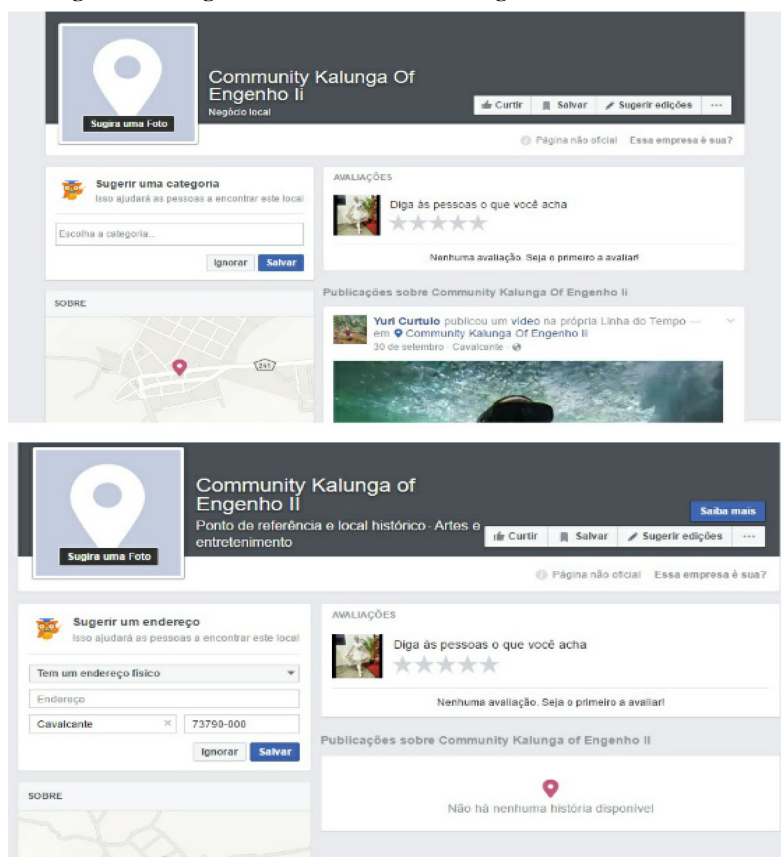 Community Kalunga Of
Engenho Ii
Negócio local
Sugira uma Foto
Curtir
Salvar
Sugerir edições
...
Página não oficial
Essa empresa é sua?
Sugerir uma categoria
Isso ajudará as pessoas a encontrar este local
Escolha a categoria...
Ignorar
Salvar
SOBRE
241
AVALIAÇÕES
Diga às pessoas o que você acha
Nenhuma avaliação. Seja o primeiro a avaliar!
Publicações sobre Community Kalunga Of Engenho Ii
Yuri Curtulo publicou um vídeo na própria Linha do Tempo —
em Community Kalunga Of Engenho Ii
30 de setembro · Cavalcante ·
Community Kalunga of
Engenho II
Ponto de referência e local histórico · Artes e
entretenimento
Sugira uma Foto
Saiba mais
Curtir
Salvar
Sugerir edições
...
Página não oficial
Essa empresa é sua?
Sugerir um endereço
Isso ajudará as pessoas a encontrar este local
Tem um endereço físico
Endereço
Cavalcante
73790-000
Ignorar
Salvar
SOBRE
AVALIAÇÕES
Diga às pessoas o que você acha
Nenhuma avaliação. Seja o primeiro a avaliar!
Publicações sobre Community Kalunga of Engenho II
Não há nenhuma história disponível